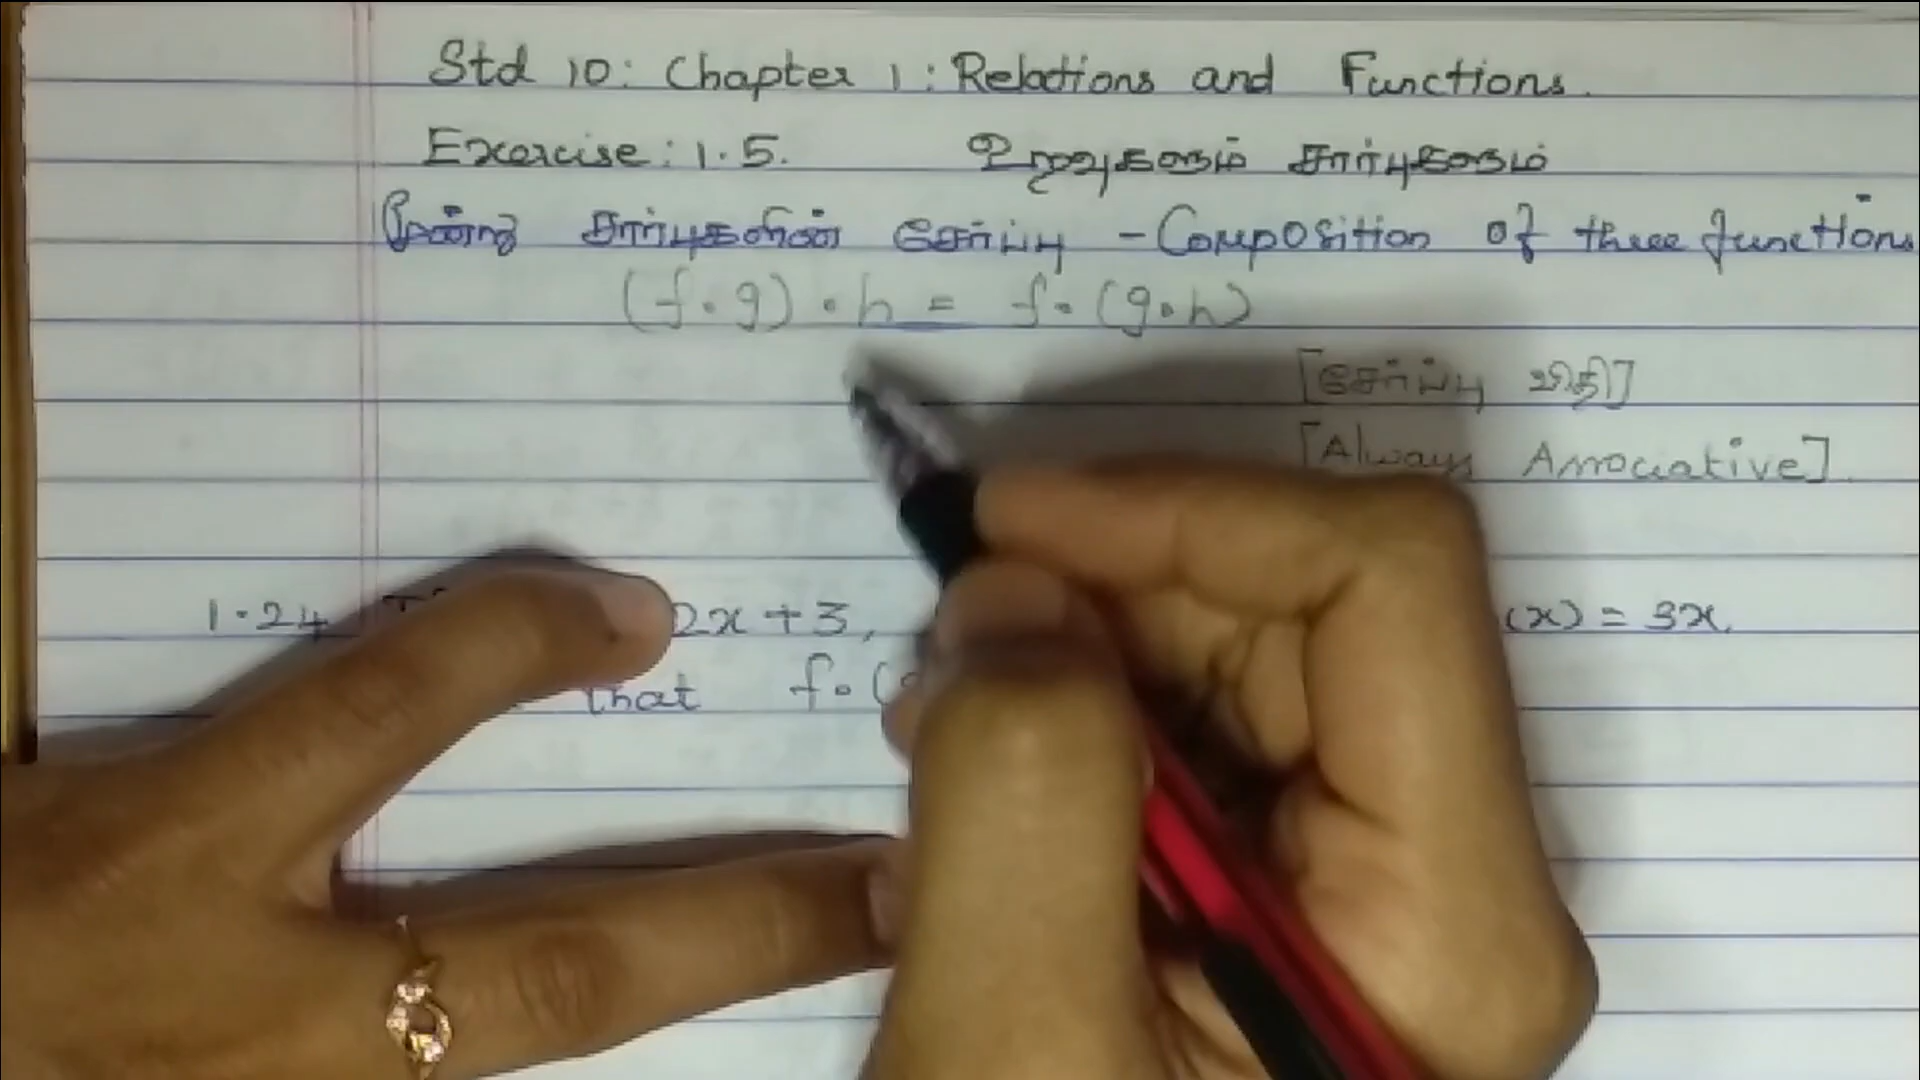 Std 10: Chapter 1: Relations and Functions.
Exercise: 1.5. உறவுகளும் சார்புகளும்
மூன்று சார்புகளின் சேர்ப்பு - Composition of three functions
(f∘g)∘h = f∘(g∘h)
[சேர்ப்பு விதி]
[Always Associative].
1.24 2x+3, (x) = 3x.
that f∘(